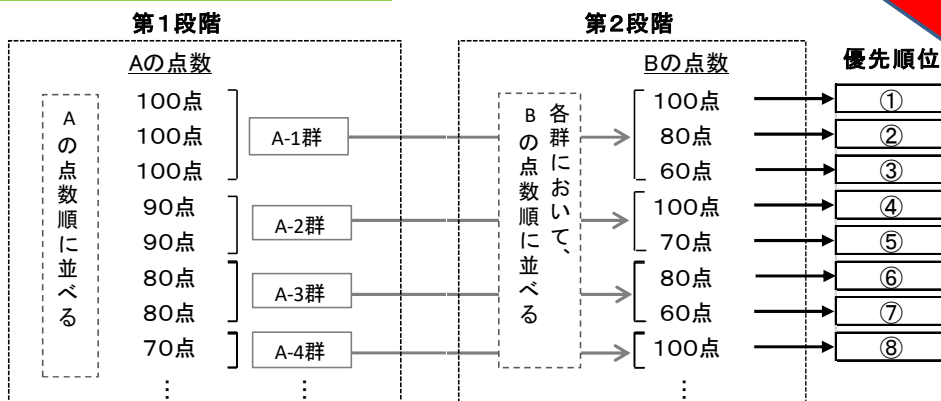 第1段階
第2段階
優先順位
Aの点数
Bの点数
Aの点数順に並べる
100点
100点
100点
90点
90点
80点
80点
70点
⋮
A-1群
A-2群
A-3群
A-4群
⋮
各群において、
Bの点数順に並べる
100点
80点
60点
100点
70点
80点
60点
100点
⋮
①
②
③
④
⑤
⑥
⑦
⑧